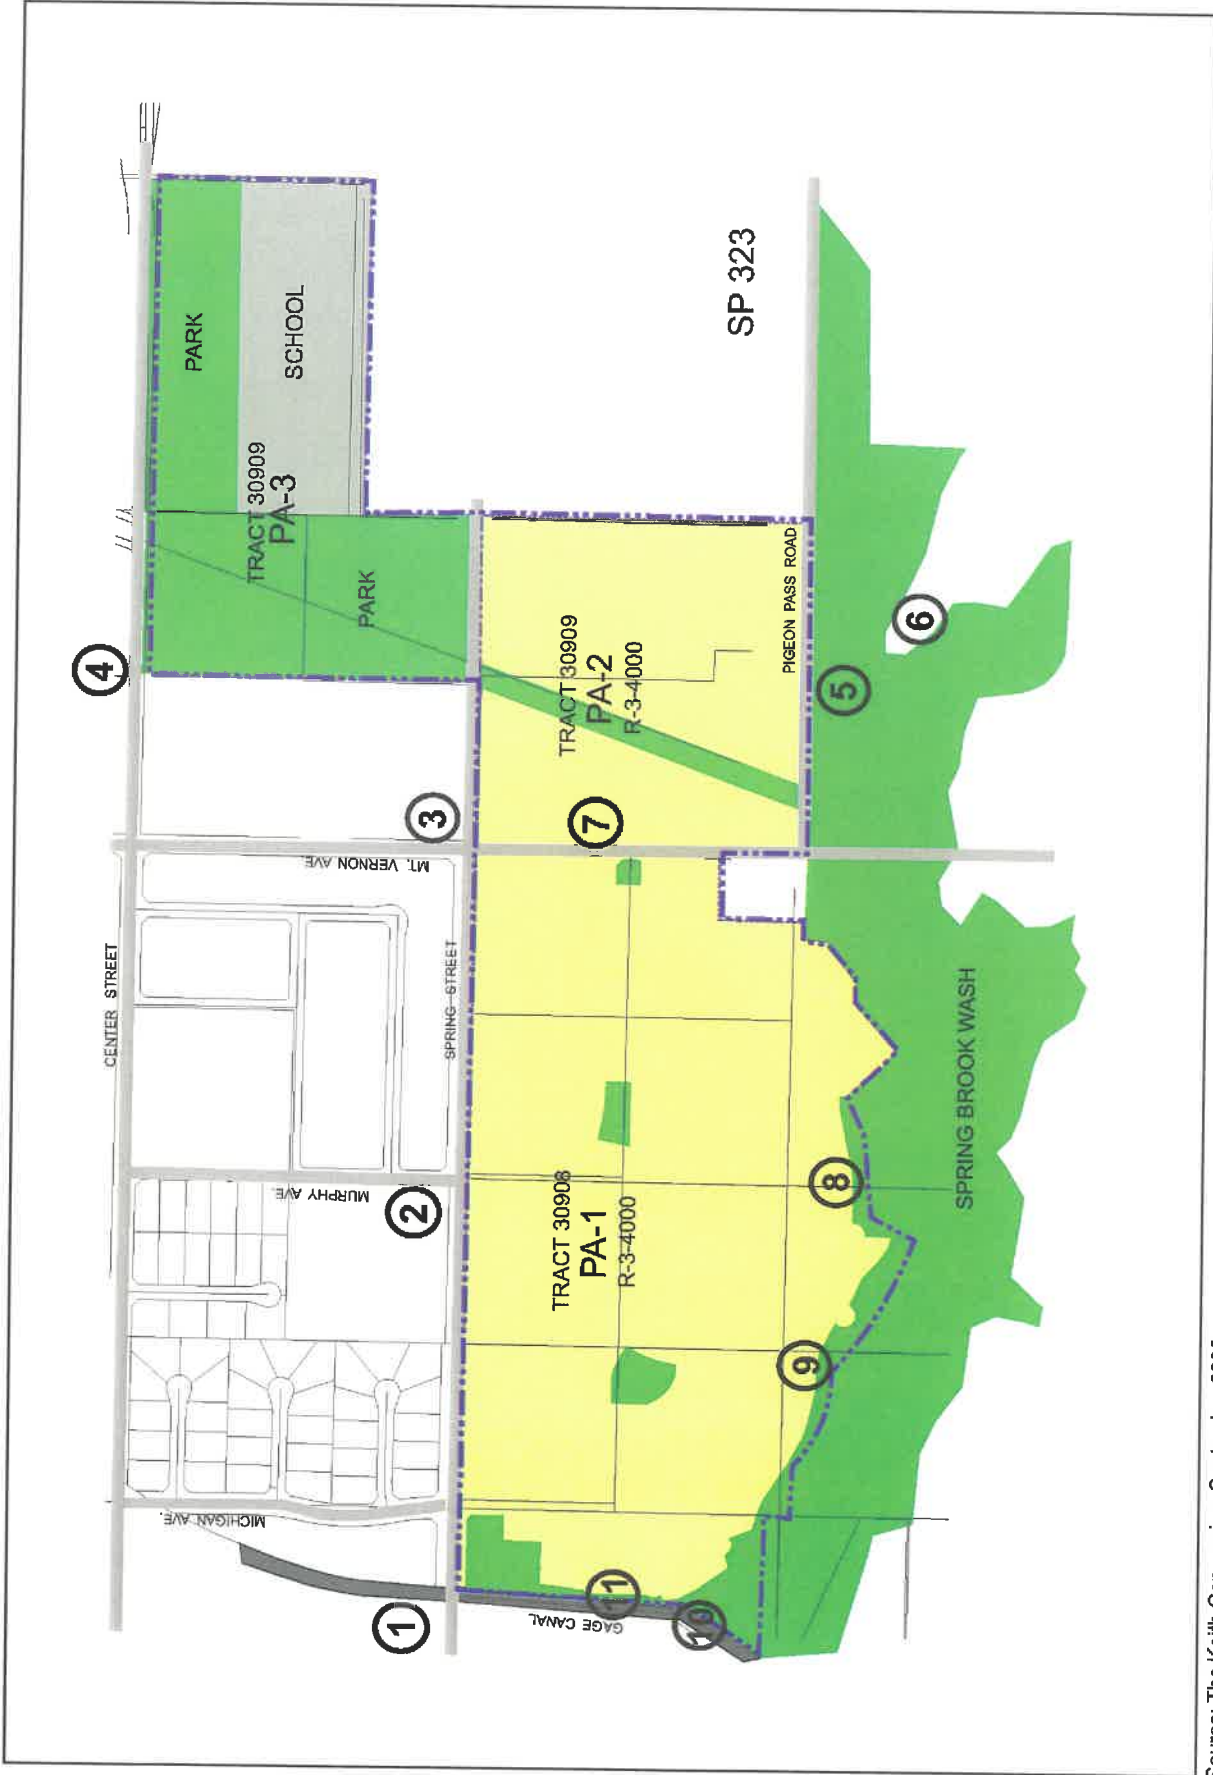 CENTER STREET
MICHIGAN AVE.
MURPHY AVE.
MT. VERNON AVE.
SPRING STREET
GAGE CANAL
1
2
3
4
TRACT 30909
PA-3
PARK
SCHOOL
PARK
TRACT 30908
PA-1
R-3-4000
TRACT 30909
PA-2
R-3-4000
PIGEON PASS ROAD
SP 323
7
5
6
8
9
10
11
SPRING BROOK WASH